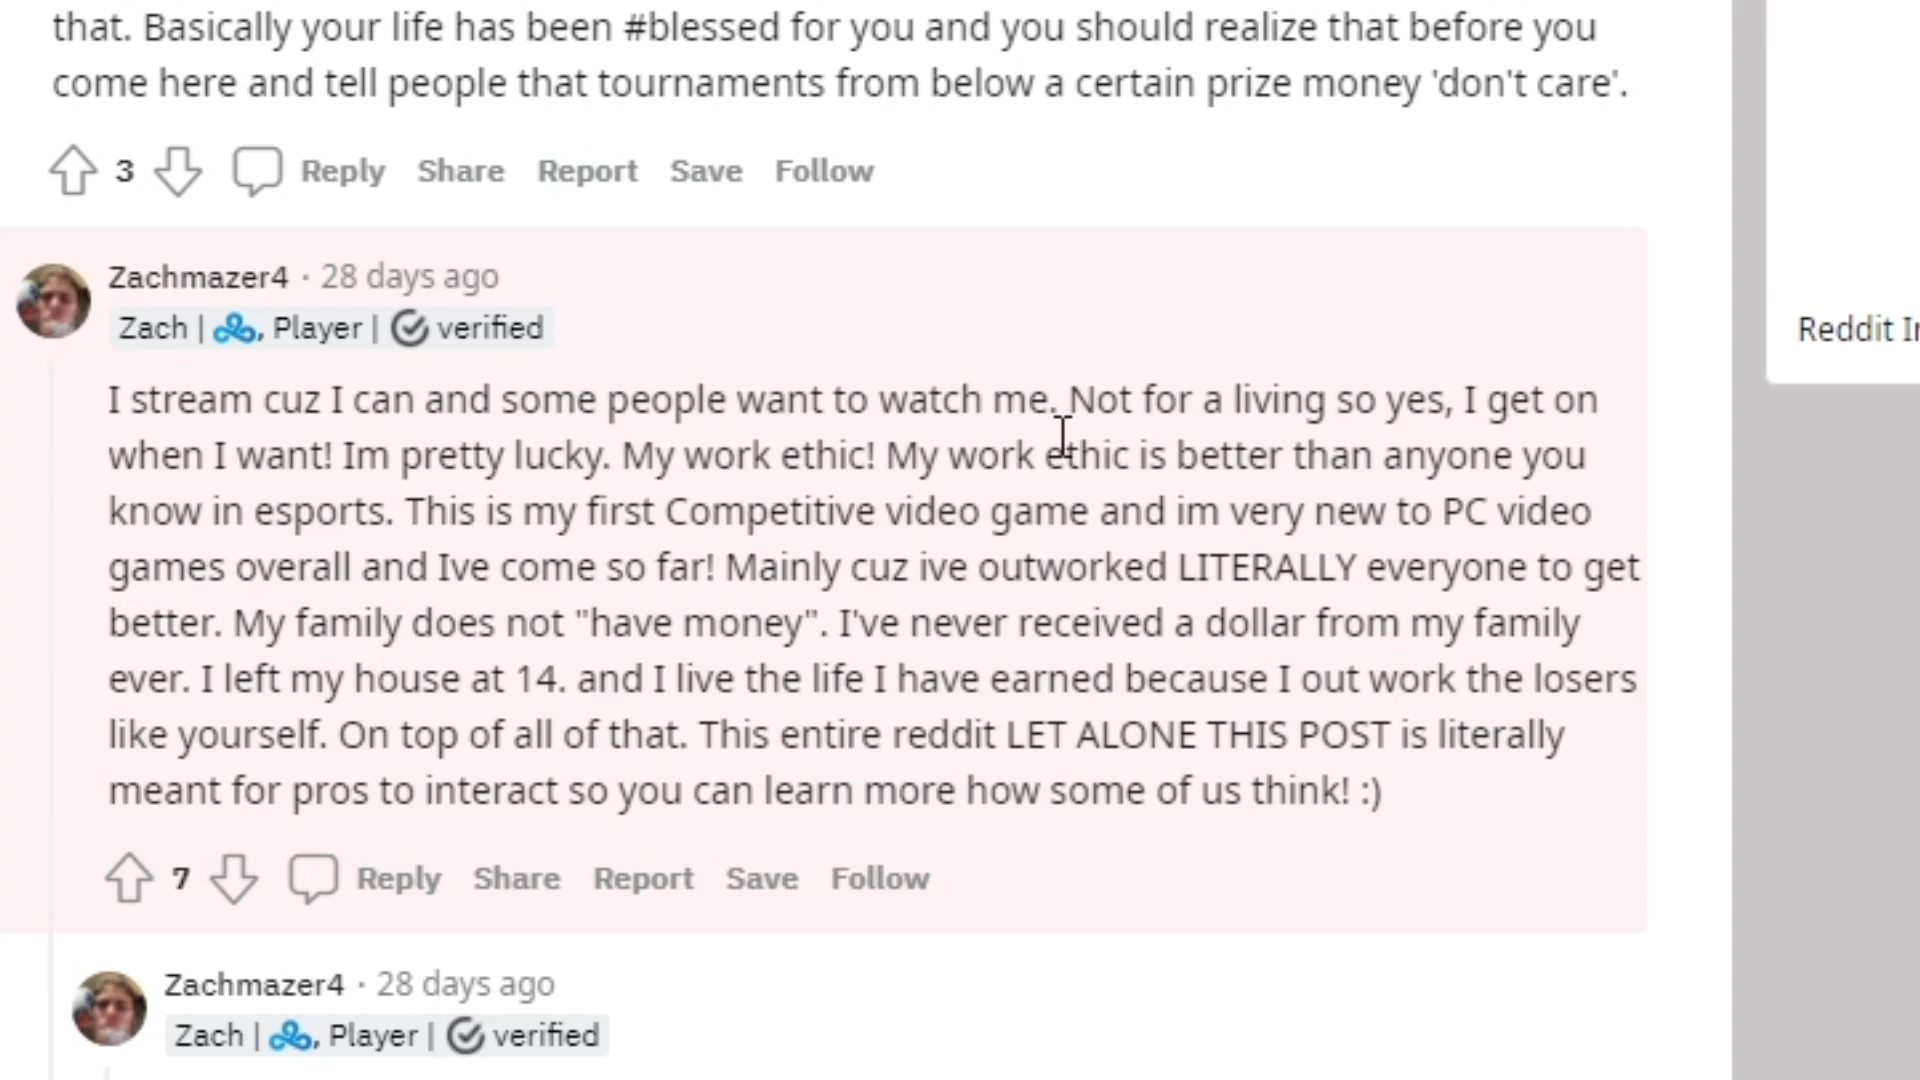 that. Basically your life has been #blessed for you and you should realize that before you
come here and tell people that tournaments from below a certain prize money 'don't care'.
3 Reply Share Report Save Follow
Zachmazer4 · 28 days ago
Zach | , Player | verified
Reddit
I stream cuz I can and some people want to watch me. Not for a living so yes, I get on
when I want! Im pretty lucky. My work ethic! My work ethic is better than anyone you
know in esports. This is my first Competitive video game and im very new to PC video
games overall and Ive come so far! Mainly cuz ive outworked LITERALLY everyone to get
better. My family does not "have money". I've never received a dollar from my family
ever. I left my house at 14. and I live the life I have earned because I out work the losers
like yourself. On top of all of that. This entire reddit LET ALONE THIS POST is literally
meant for pros to interact so you can learn more how some of us think! :)
7 Reply Share Report Save Follow
Zachmazer4 · 28 days ago
Zach | , Player | verified